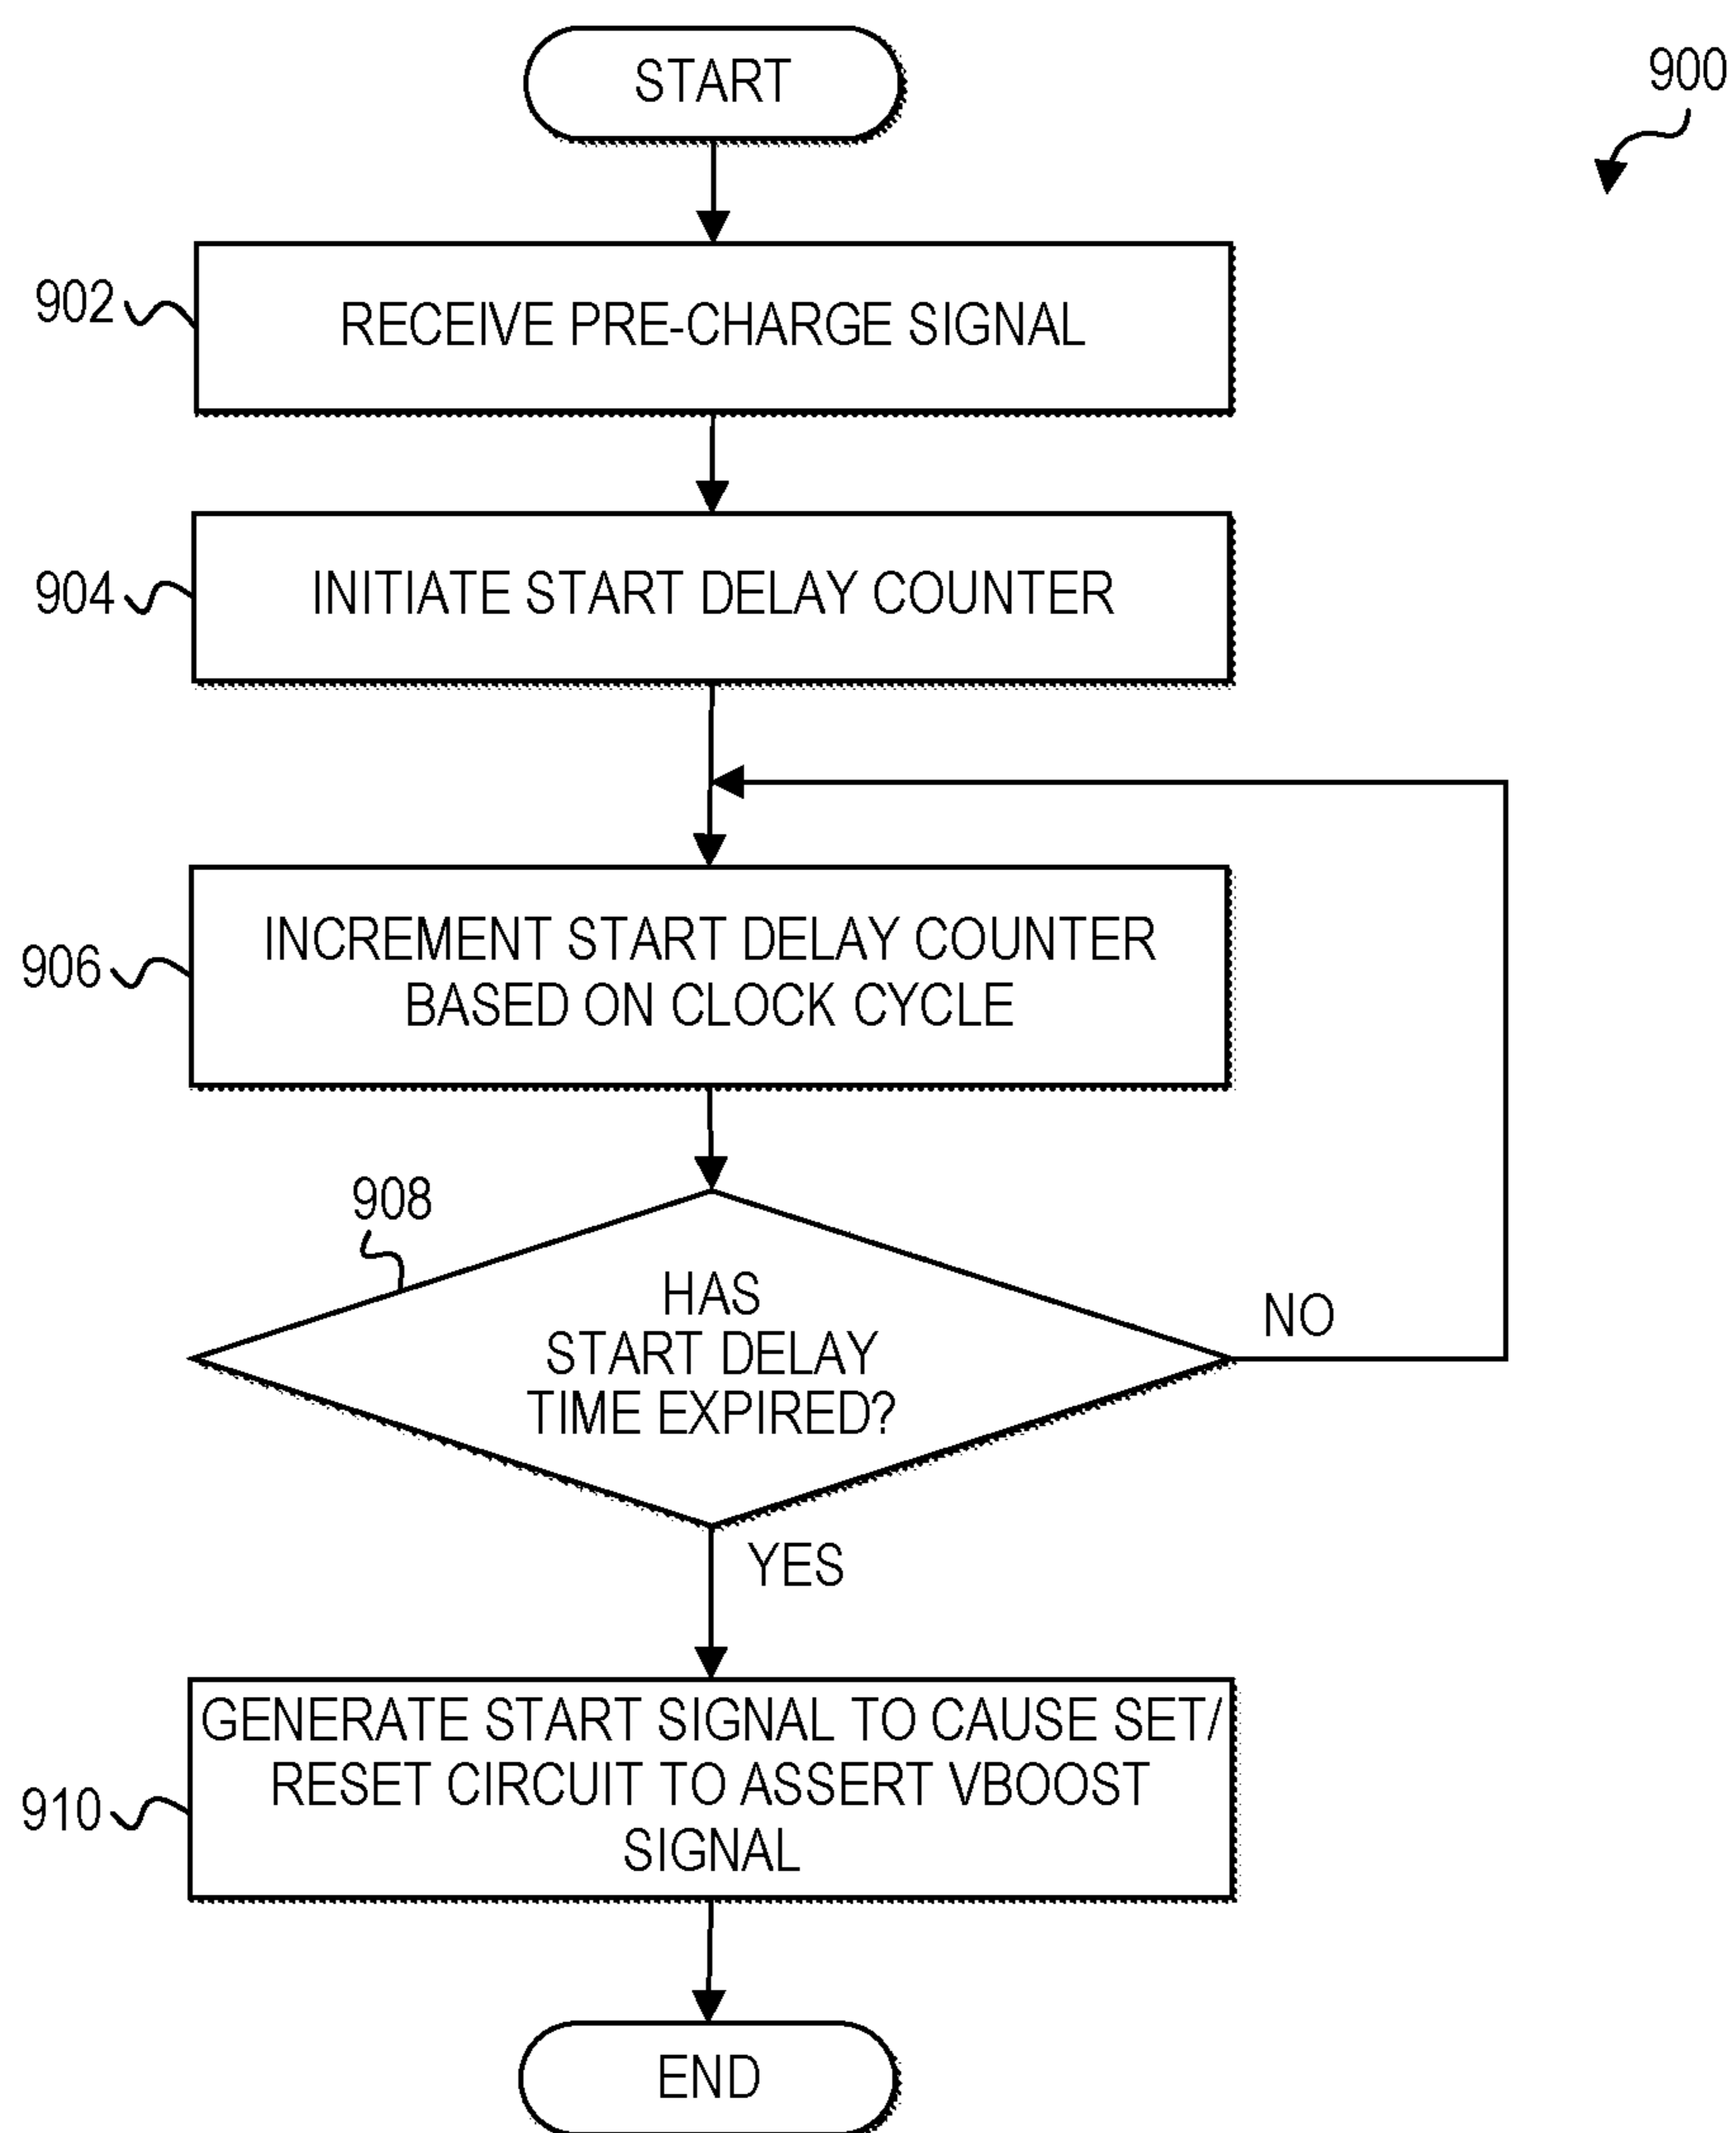 START
900
902
RECEIVE PRE-CHARGE SIGNAL
904
INITIATE START DELAY COUNTER
906
INCREMENT START DELAY COUNTER
BASED ON CLOCK CYCLE
908
HAS
START DELAY
TIME EXPIRED?
NO
YES
910
GENERATE START SIGNAL TO CAUSE SET/
RESET CIRCUIT TO ASSERT VBOOST
SIGNAL
END